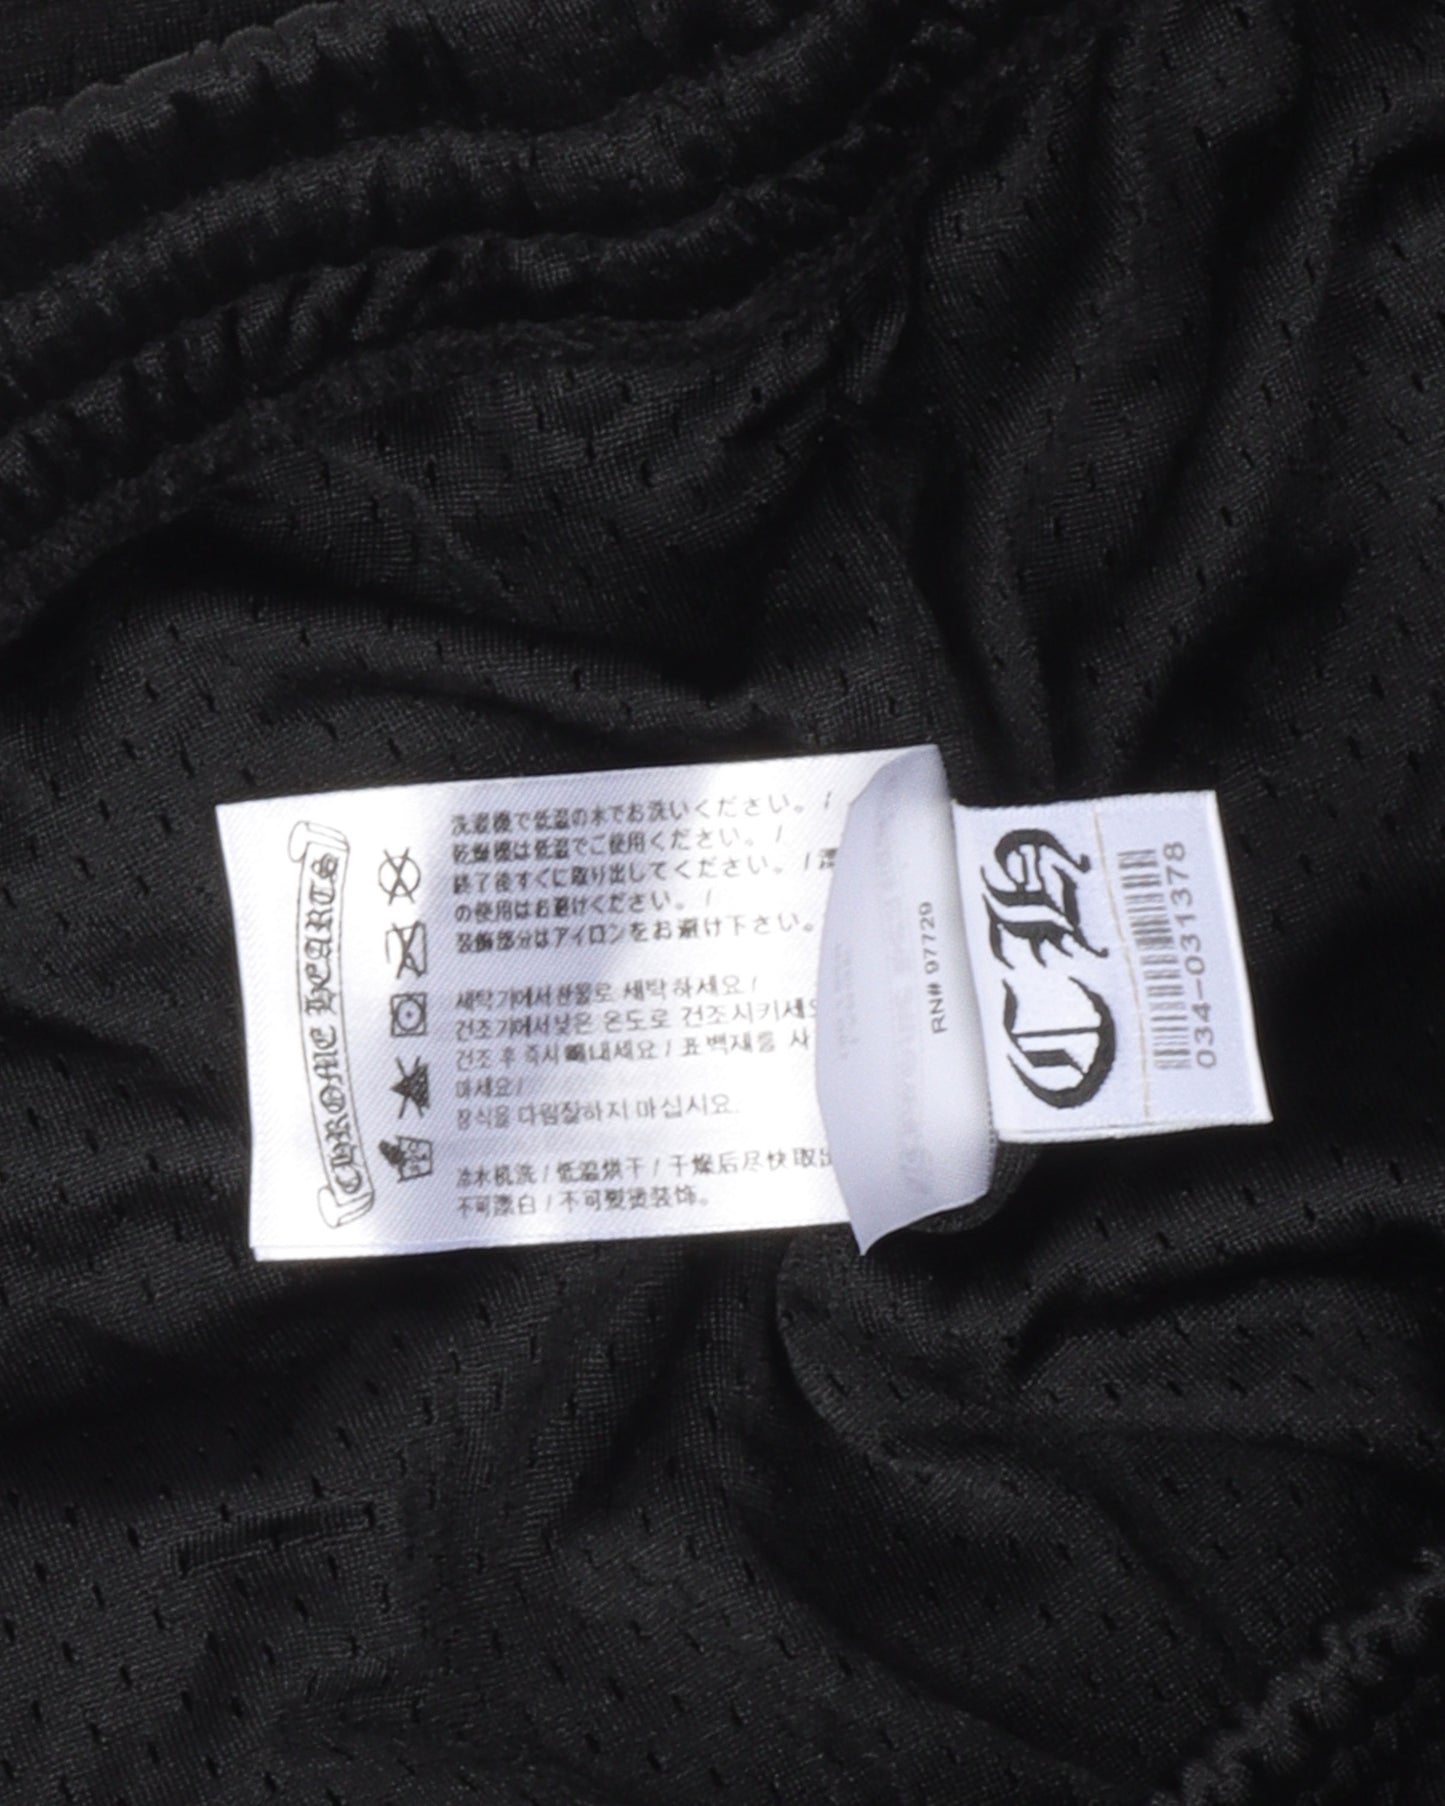 CHROME HEARTS
洗濯機で低温の水でお洗いください。 /
乾燥機は低温でご使用ください。 /
終了後すぐに取り出してください。 / 漂
の使用はお避けください。 /
装飾部分はアイロンをお避け下さい。
세탁기에서 찬물로 세탁하세요 /
건조기에서 낮은 온도로 건조시키세요
건조 후 즉시 빼내세요 / 표백제를 사
마세요 /
장식을 다림질하지 마십시요.
冷水机洗 / 低温烘干 / 干燥后尽快取出
不可漂白 / 不可熨烫装饰。
RN# 97729
034-031378